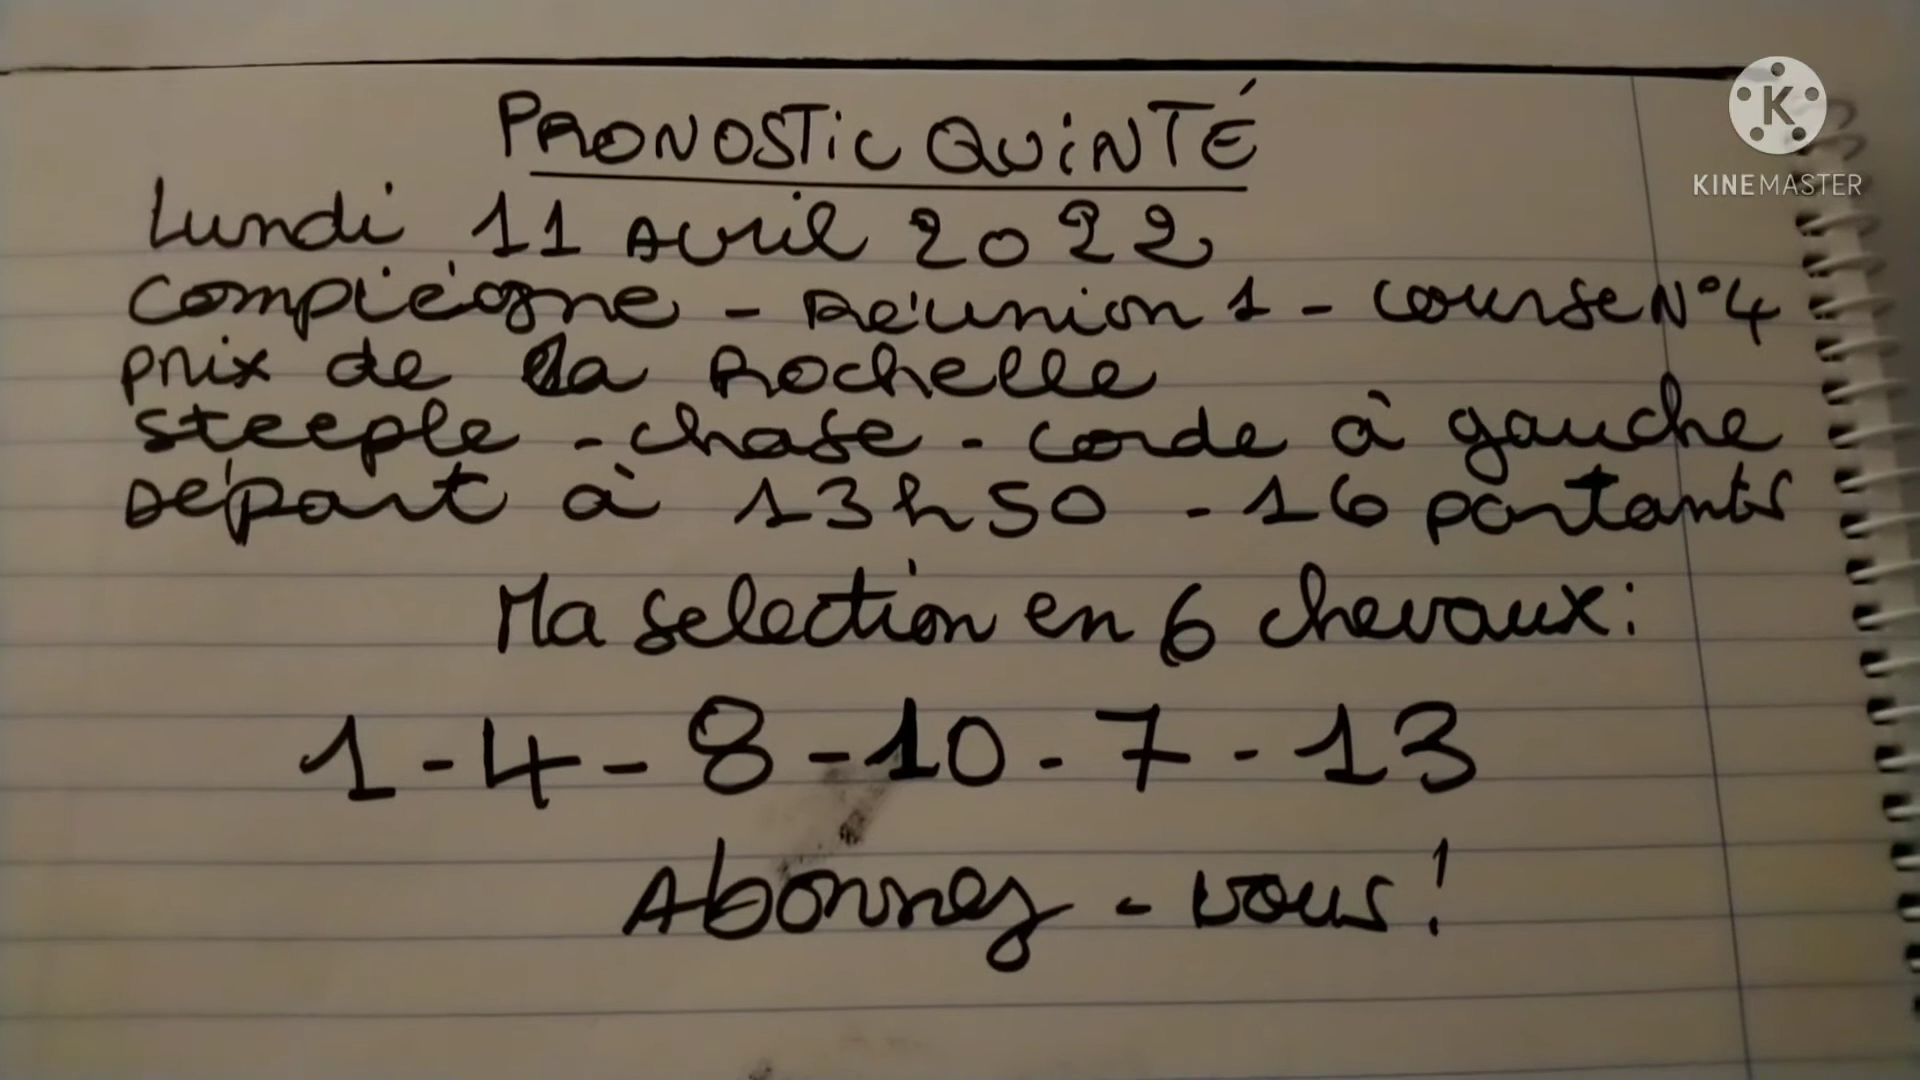 PRONOSTIC QUINTÉ
Lundi 11 Avril 2022
Compiégne - Réunion 1 - course N°4
prix de la Rochelle
steeple - chase - corde à gauche
Départ à 13h50 - 16 partants
Ma selection en 6 chevaux :
1 - 4 - 8 - 10 - 7 - 13
Abonnez - vous !
K
KINEMASTER